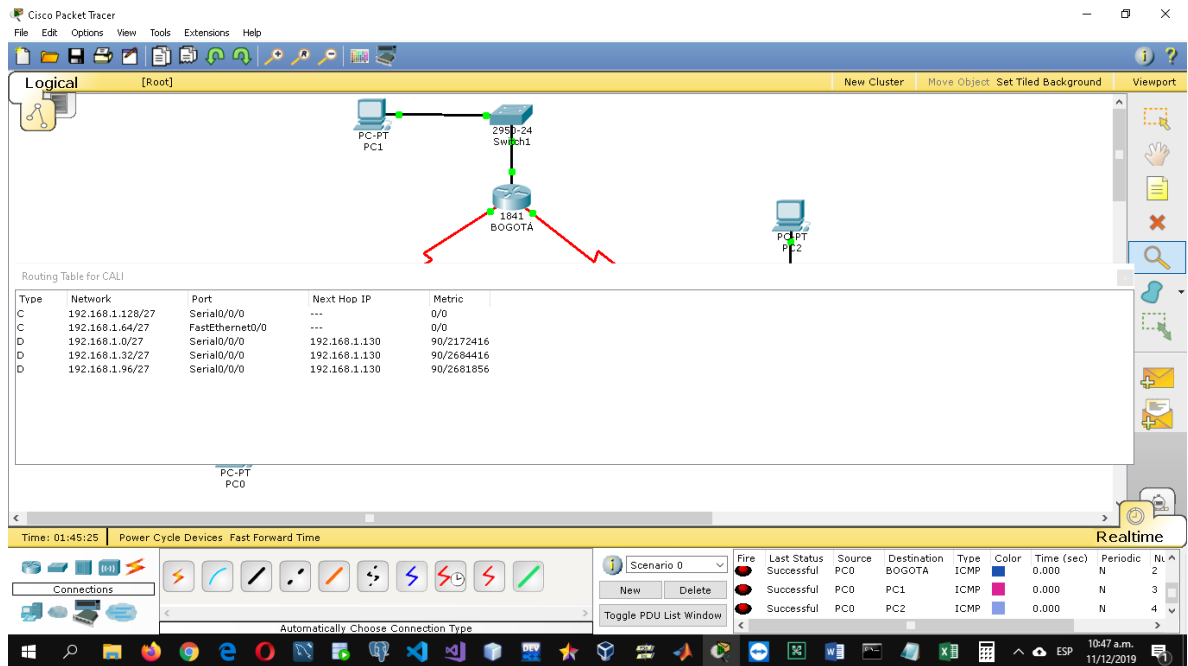 Cisco Packet Tracer
File Edit Options View Tools Extensions Help
Logical [Root] New Cluster Move Object Set Tiled Background Viewport
PC-PT
PC1
2950-24
Switch1
1841
BOGOTÁ
PC-PT
PC2
Routing Table for CALI
Type Network Port Next Hop IP Metric
C 192.168.1.128/27 Serial0/0/0 --- 0/0
C 192.168.1.64/27 FastEthernet0/0 --- 0/0
D 192.168.1.0/27 Serial0/0/0 192.168.1.130 90/2172416
D 192.168.1.32/27 Serial0/0/0 192.168.1.130 90/2684416
D 192.168.1.96/27 Serial0/0/0 192.168.1.130 90/2681856
PC-PT
PC0
Time: 01:45:25 Power Cycle Devices Fast Forward Time Realtime
Connections
Automatically Choose Connection Type
Scenario 0
New Delete
Toggle PDU List Window
Fire Last Status Source Destination Type Color Time (sec) Periodic
Successful PC0 BOGOTA ICMP 0.000 N 2
Successful PC0 PC1 ICMP 0.000 N 3
Successful PC0 PC2 ICMP 0.000 N 4
DEV
ESP
10:47 a.m.
11/12/2019